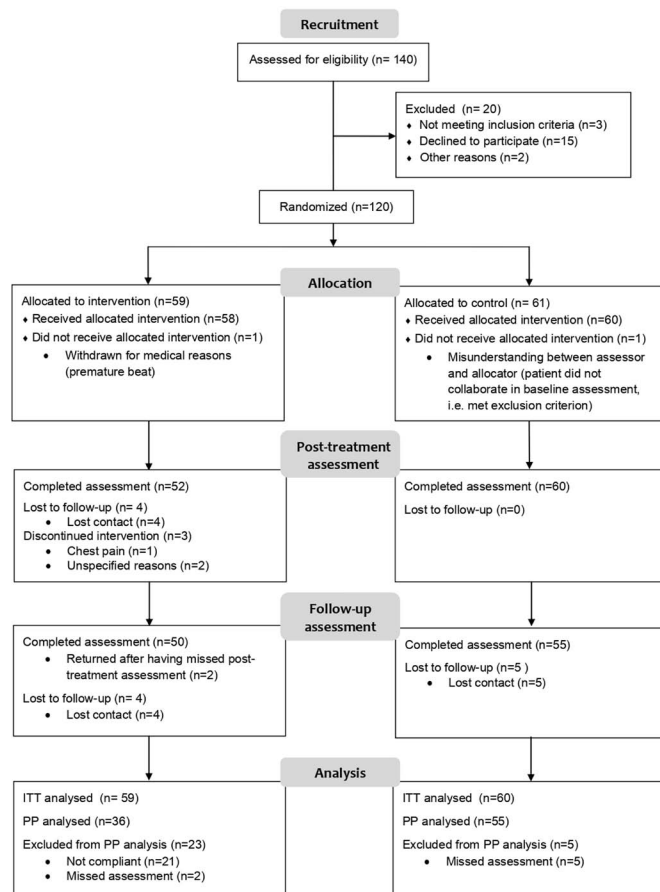 Recruitment
Assessed for eligibility (n= 140)
Excluded (n= 20)
♦ Not meeting inclusion criteria (n=3)
♦ Declined to participate (n=15)
♦ Other reasons (n=2)
Randomized (n=120)
Allocation
Allocated to intervention (n=59)
♦ Received allocated intervention (n=58)
♦ Did not receive allocated intervention (n=1)
• Withdrawn for medical reasons
(premature beat)
Allocated to control (n= 61)
♦ Received allocated intervention (n=60)
♦ Did not receive allocated intervention (n=1)
• Misunderstanding between assessor
and allocator (patient did not
collaborate in baseline assessment,
i.e. met exclusion criterion)
Post-treatment
assessment
Completed assessment (n=52)
Lost to follow-up (n= 4)
• Lost contact (n=4)
Discontinued intervention (n=3)
• Chest pain (n=1)
• Unspecified reasons (n=2)
Completed assessment (n=60)
Lost to follow-up (n=0)
Follow-up
assessment
Completed assessment (n=50)
• Returned after having missed post-
treatment assessment (n=2)
Lost to follow-up (n= 4)
• Lost contact (n=4)
Completed assessment (n=55)
Lost to follow-up (n=5 )
• Lost contact (n=5)
Analysis
ITT analysed (n= 59)
PP analysed (n=36)
Excluded from PP analysis (n=23)
• Not compliant (n=21)
• Missed assessment (n=2)
ITT analysed (n=60)
PP analysed (n=55)
Excluded from PP analysis (n=5)
• Missed assessment (n=5)